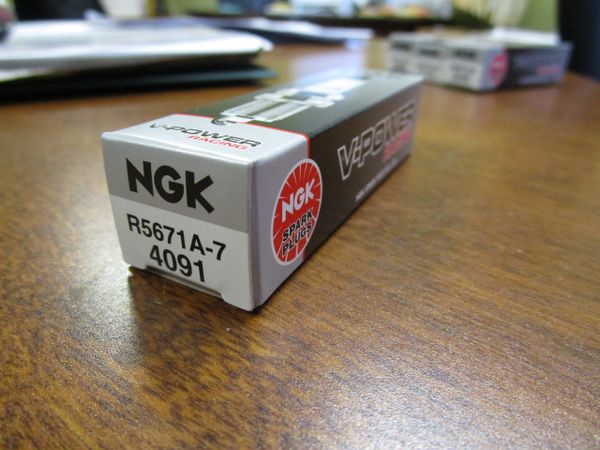 V-POWER
RACING
NGK
R5671A-7
4091
NGK
SPARK
PLUGS
V-POWER